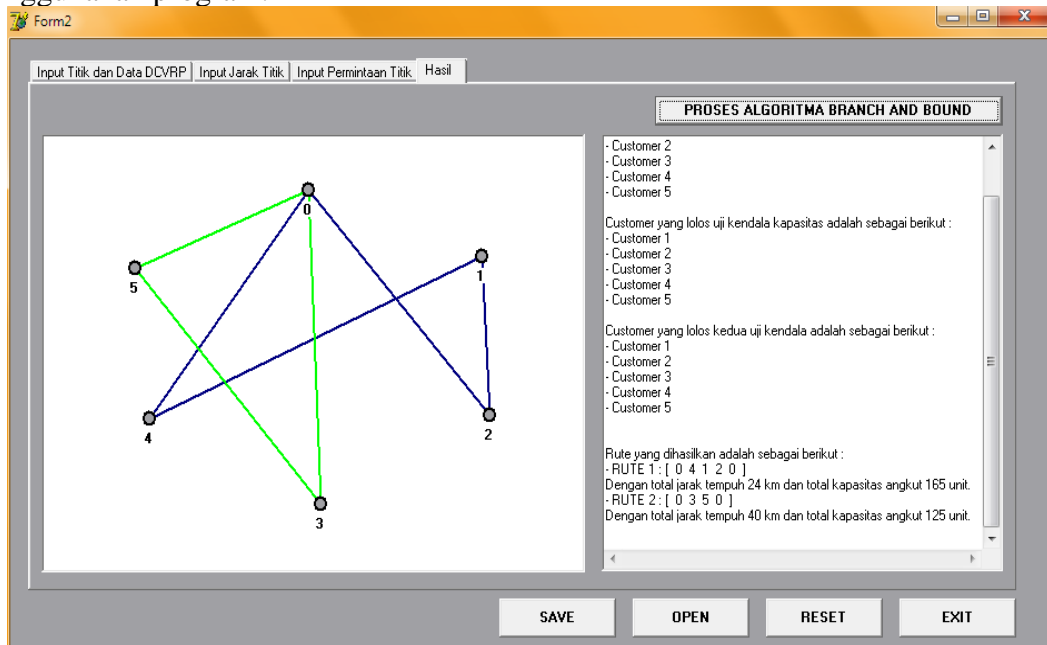 Form2
Input Titik dan Data DCVRP
Input Jarak Titik
Input Permintaan Titik
Hasil
PROSES ALGORITMA BRANCH AND BOUND
0
1
5
4
2
3
- Customer 2
- Customer 3
- Customer 4
- Customer 5
Customer yang lolos uji kendala kapasitas adalah sebagai berikut :
- Customer 1
- Customer 2
- Customer 3
- Customer 4
- Customer 5
Customer yang lolos kedua uji kendala adalah sebagai berikut :
- Customer 1
- Customer 2
- Customer 3
- Customer 4
- Customer 5
Rute yang dihasilkan adalah sebagai berikut :
- RUTE 1 : [ 0 4 1 2 0 ]
Dengan total jarak tempuh 24 km dan total kapasitas angkut 165 unit.
- RUTE 2 : [ 0 3 5 0 ]
Dengan total jarak tempuh 40 km dan total kapasitas angkut 125 unit.
SAVE
OPEN
RESET
EXIT